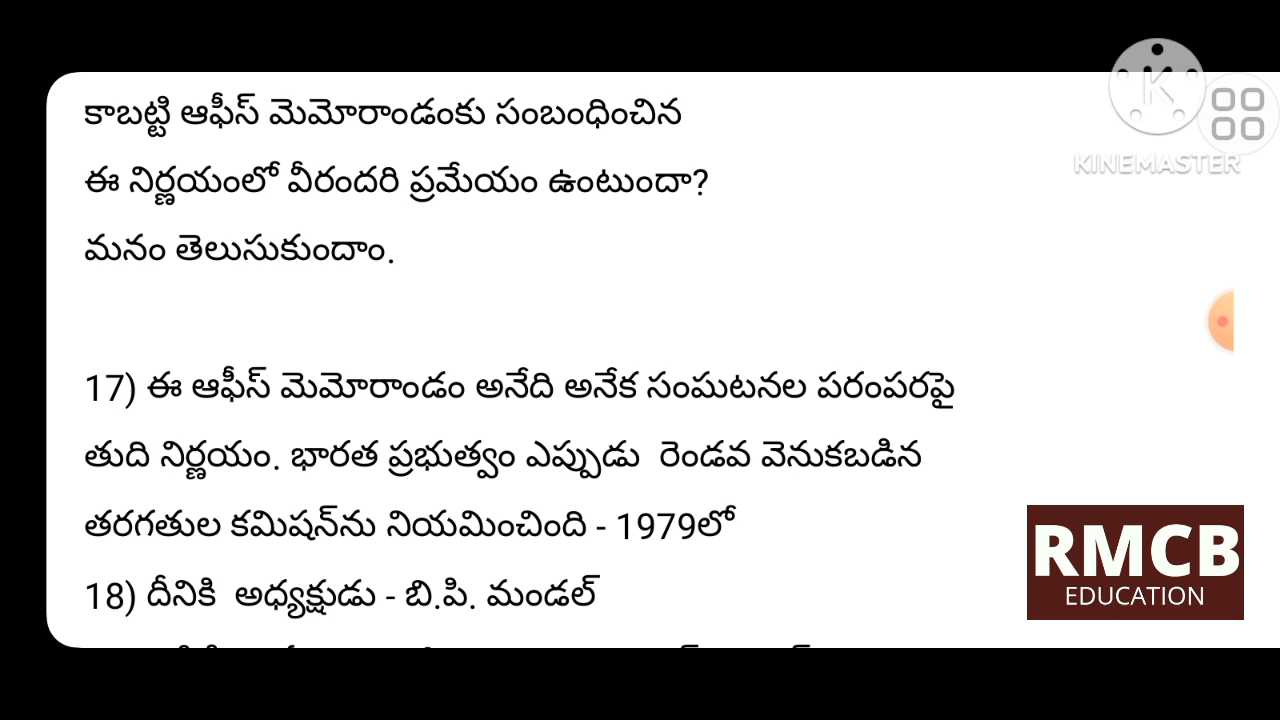 కాబట్టి ఆఫీస్ మెమోరాండంకు సంబంధించిన
ఈ నిర్ణయంలో వీరందరి ప్రమేయం ఉంటుందా?
మనం తెలుసుకుందాం.
17) ఈ ఆఫీస్ మెమోరాండం అనేది అనేక సంఘటనల పరంపరపై
తుది నిర్ణయం. భారత ప్రభుత్వం ఎప్పుడు రెండవ వెనుకబడిన
తరగతుల కమిషన్‌ను నియమించింది - 1979లో
18) దీనికి అధ్యక్షుడు - బి.పి. మండల్
K
KINEMASTER
RMCB
EDUCATION